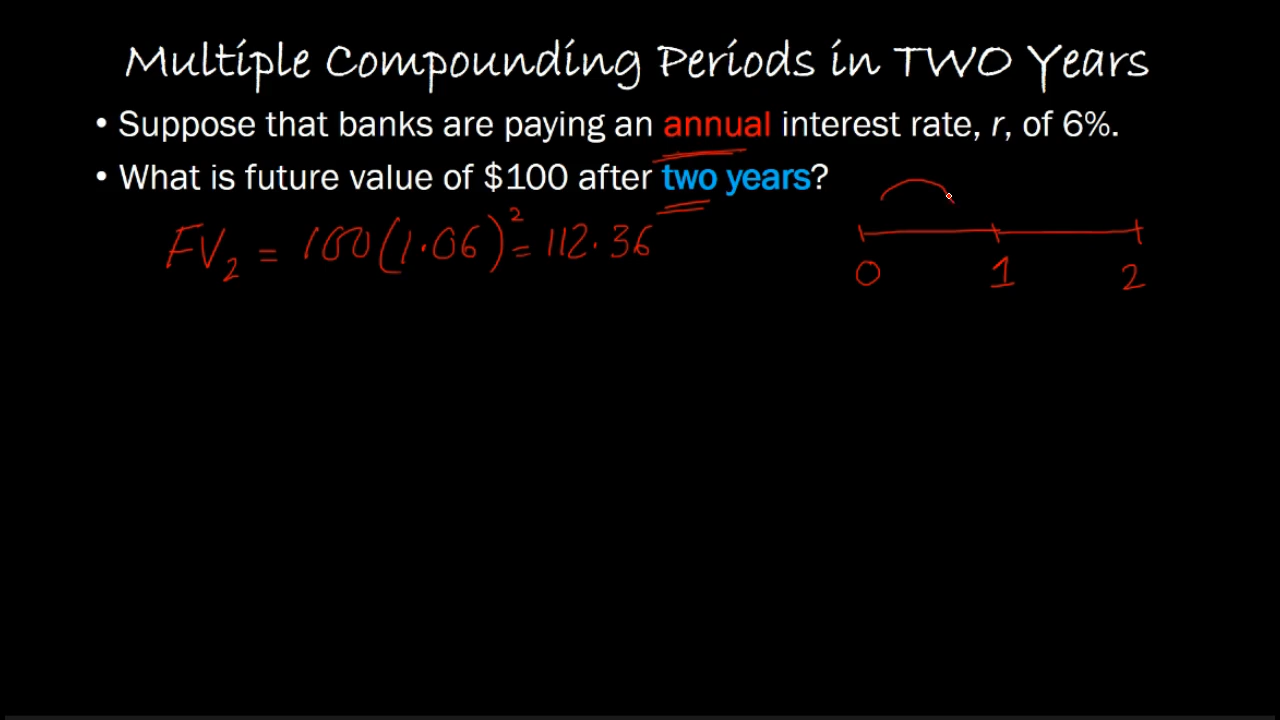 Multiple Compounding Periods in TWO Years
• Suppose that banks are paying an annual interest rate, r, of 6%.
• What is future value of $100 after two years?
FV₂ = 100(1.06)² = 112.36
0 1 2